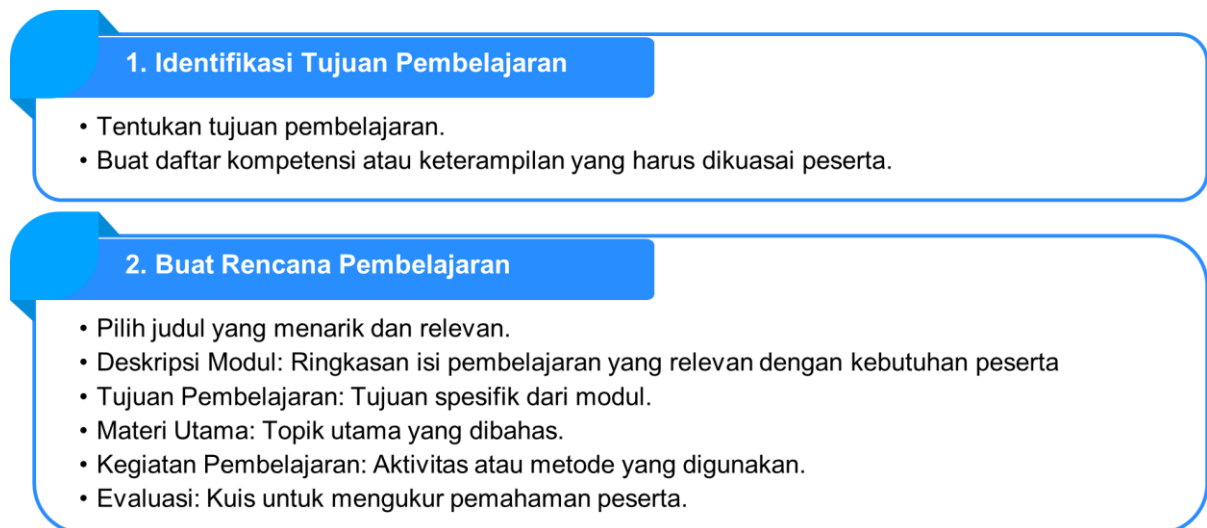 1. Identifikasi Tujuan Pembelajaran
• Tentukan tujuan pembelajaran.
• Buat daftar kompetensi atau keterampilan yang harus dikuasai peserta.
2. Buat Rencana Pembelajaran
• Pilih judul yang menarik dan relevan.
• Deskripsi Modul: Ringkasan isi pembelajaran yang relevan dengan kebutuhan peserta
• Tujuan Pembelajaran: Tujuan spesifik dari modul.
• Materi Utama: Topik utama yang dibahas.
• Kegiatan Pembelajaran: Aktivitas atau metode yang digunakan.
• Evaluasi: Kuis untuk mengukur pemahaman peserta.